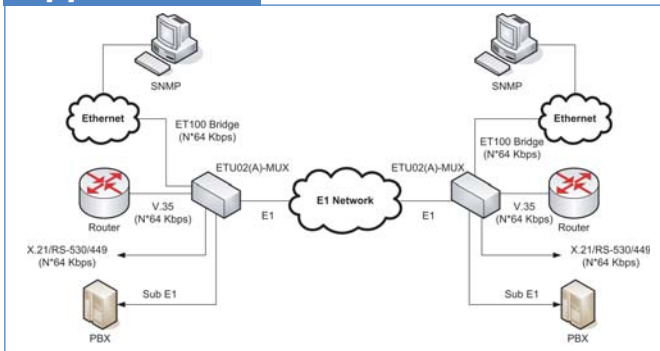 SNMP
SNMP
Ethernet
Ethernet
ET100 Bridge
(N*64 Kbps)
ET100 Bridge
(N*64 Kbps)
ETU02(A)-MUX
ETU02(A)-MUX
E1 Network
V.35
(N*64 Kbps)
E1
E1
V.35
(N*64 Kbps)
Router
Router
X.21/RS-530/449
(N*64 Kbps)
X.21/RS-530/449
(N*64 Kbps)
Sub E1
Sub E1
PBX
PBX